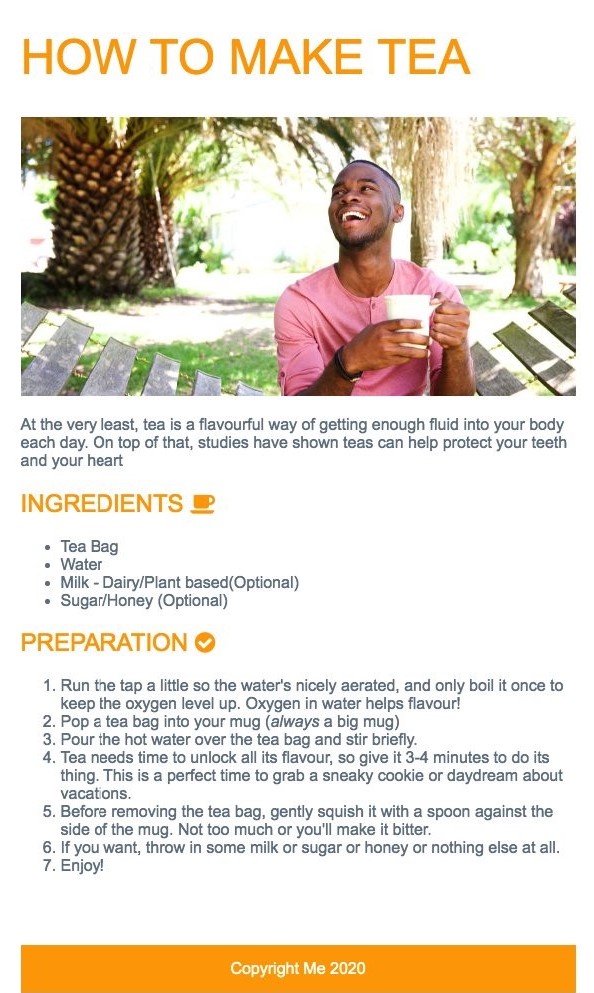 HOW TO MAKE TEA
At the very least, tea is a flavourful way of getting enough fluid into your body
each day. On top of that, studies have shown teas can help protect your teeth
and your heart
INGREDIENTS
• Tea Bag
• Water
• Milk - Dairy/Plant based(Optional)
• Sugar/Honey (Optional)
PREPARATION
1. Run the tap a little so the water's nicely aerated, and only boil it once to
keep the oxygen level up. Oxygen in water helps flavour!
2. Pop a tea bag into your mug (always a big mug)
3. Pour the hot water over the tea bag and stir briefly.
4. Tea needs time to unlock all its flavour, so give it 3-4 minutes to do its
thing. This is a perfect time to grab a sneaky cookie or daydream about
vacations.
5. Before removing the tea bag, gently squish it with a spoon against the
side of the mug. Not too much or you'll make it bitter.
6. If you want, throw in some milk or sugar or honey or nothing else at all.
7. Enjoy!
Copyright Me 2020